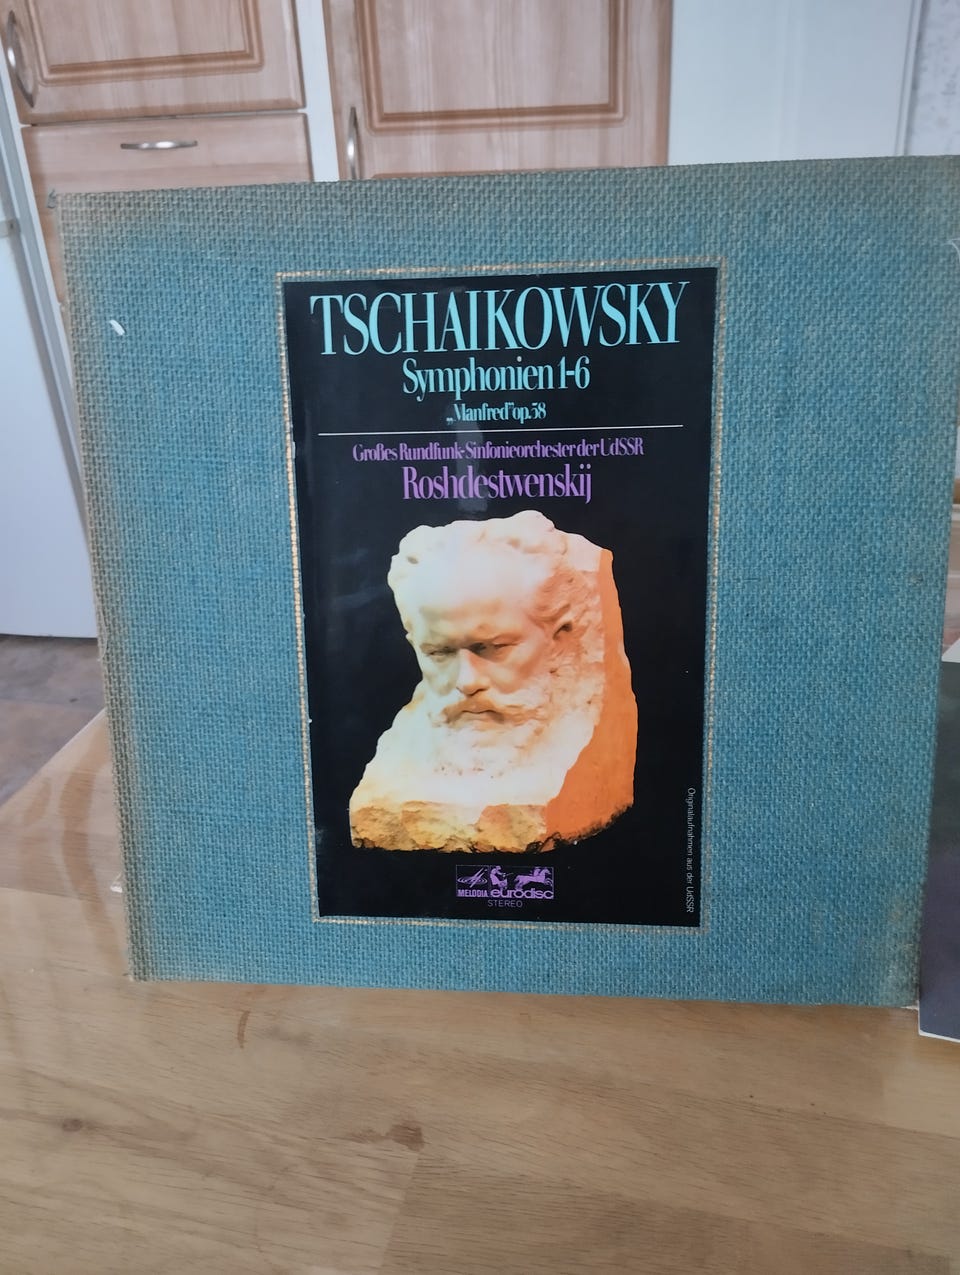 TSCHAIKOWSKY
Symphonien 1-6
„Manfred” op. 58
Großes Rundfunk-Sinfonieorchester der UdSSR
Roshdestwenskij
Originalaufnahmen aus der UdSSR
MELODIA eurodisc
STEREO